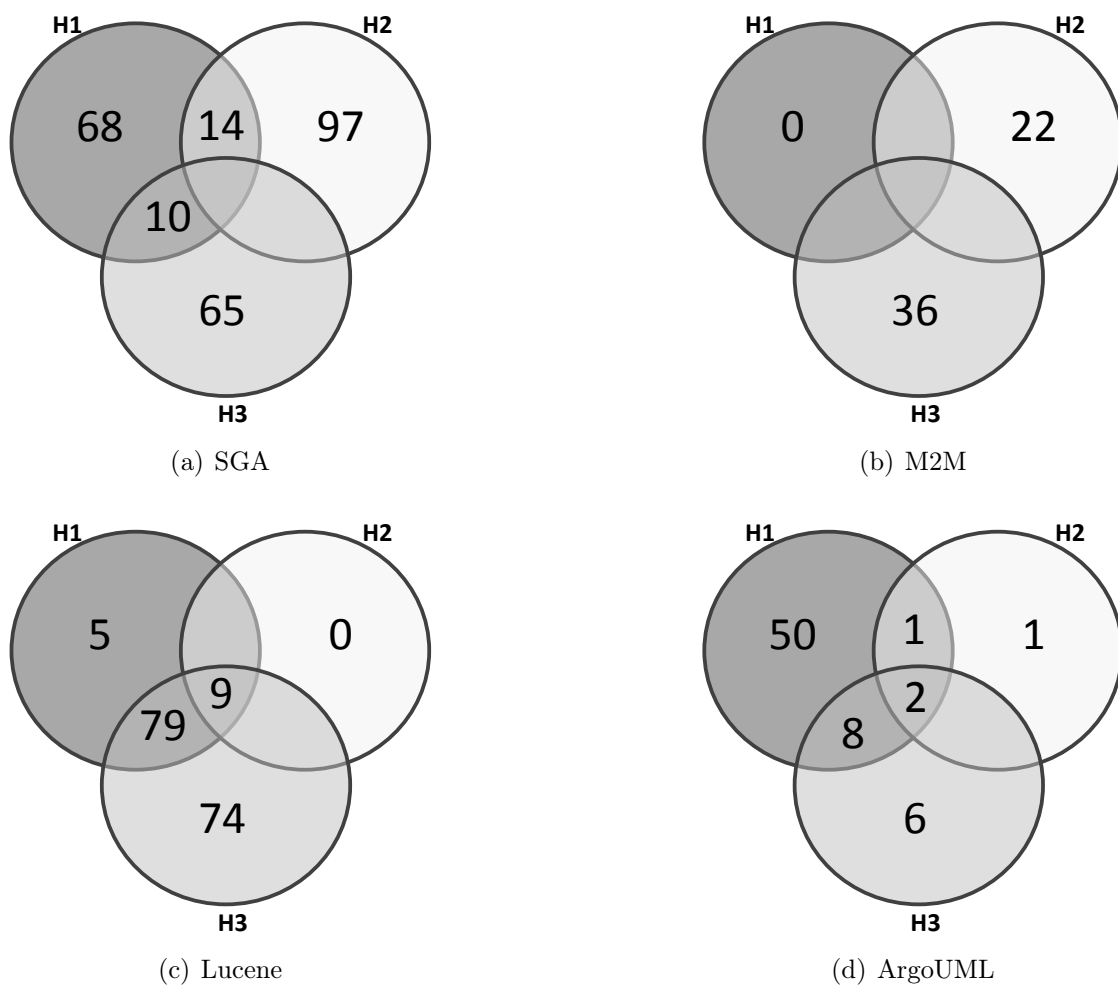 H1 H2
68 14 97
10
65
H3
(a) SGA
H1 H2
0 22
36
H3
(b) M2M
H1 H2
5 0
9
79
74
H3
(c) Lucene
H1 H2
50 1 1
2
8
6
H3
(d) ArgoUML